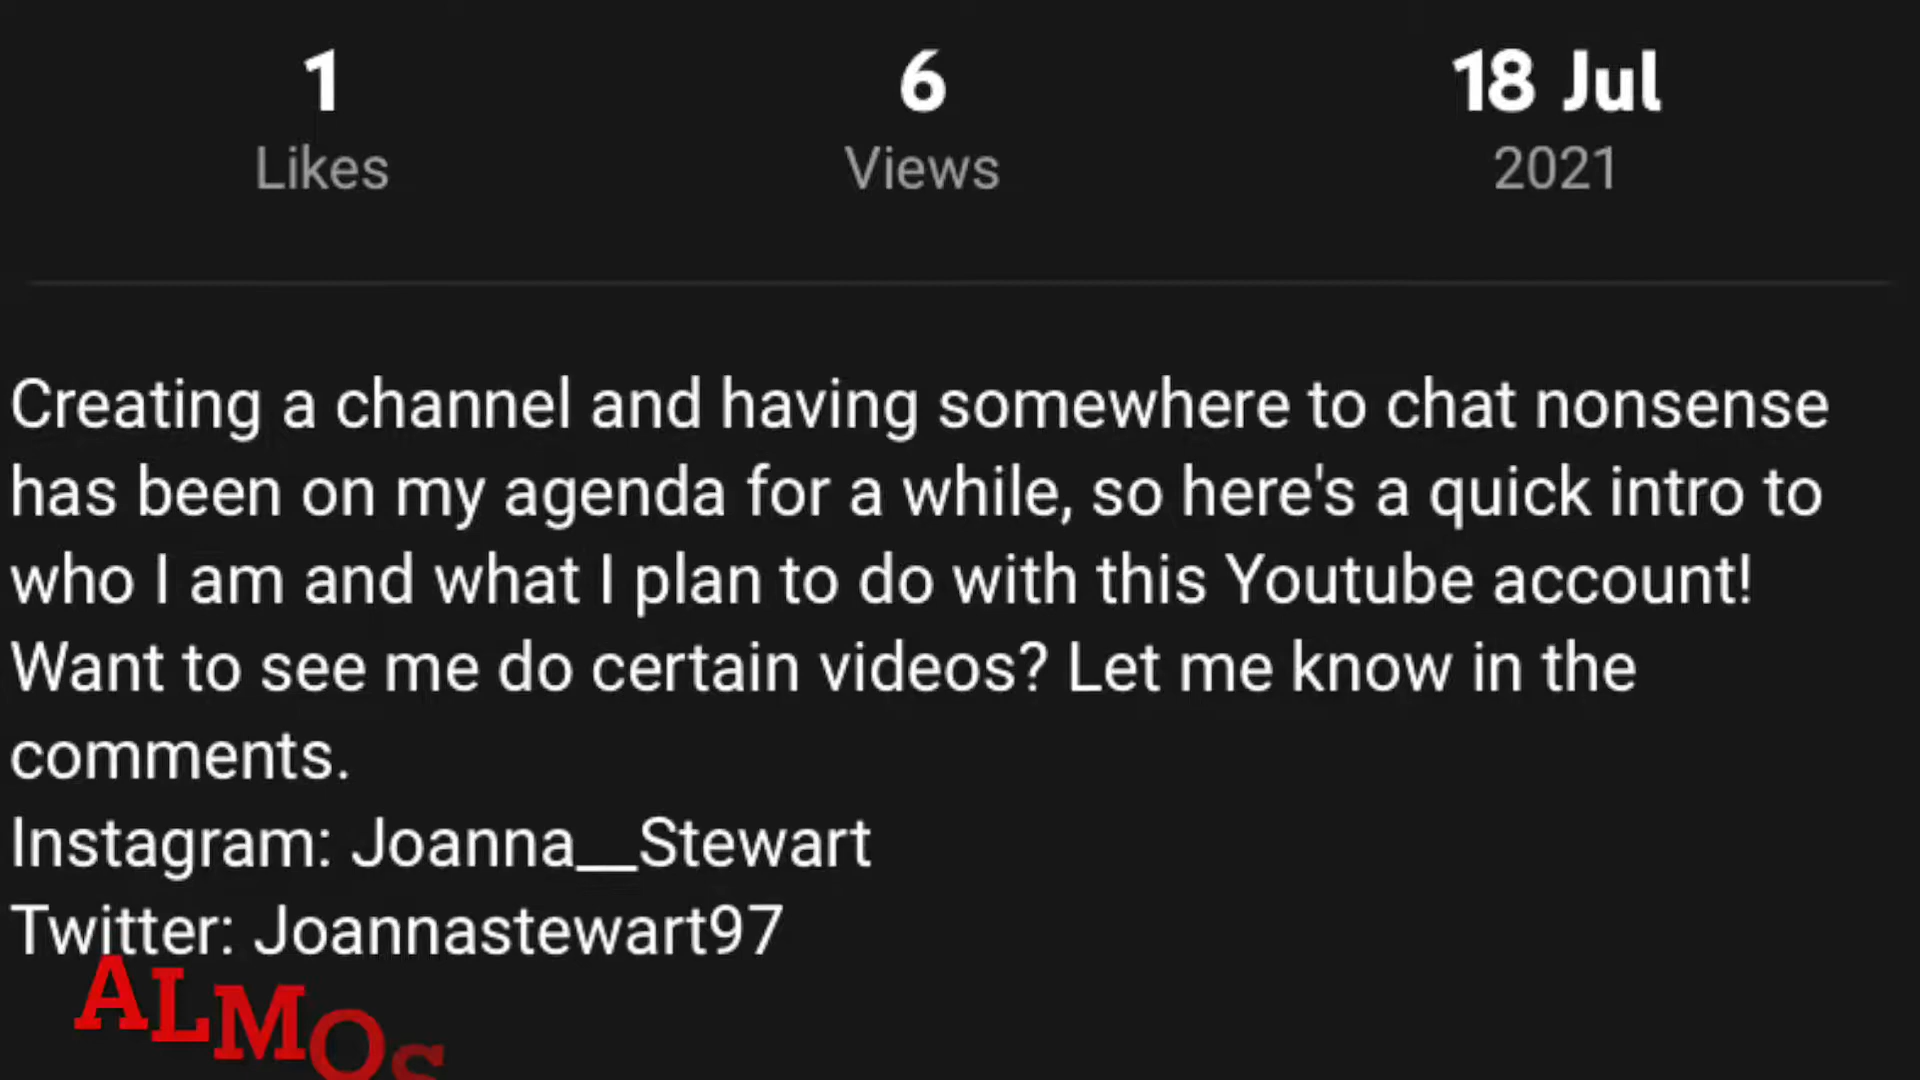 1 6 18 Jul
Likes Views 2021
Creating a channel and having somewhere to chat nonsense
has been on my agenda for a while, so here's a quick intro to
who I am and what I plan to do with this Youtube account!
Want to see me do certain videos? Let me know in the
comments.
Instagram: Joanna__Stewart
Twitter: Joannastewart97
ALMOS